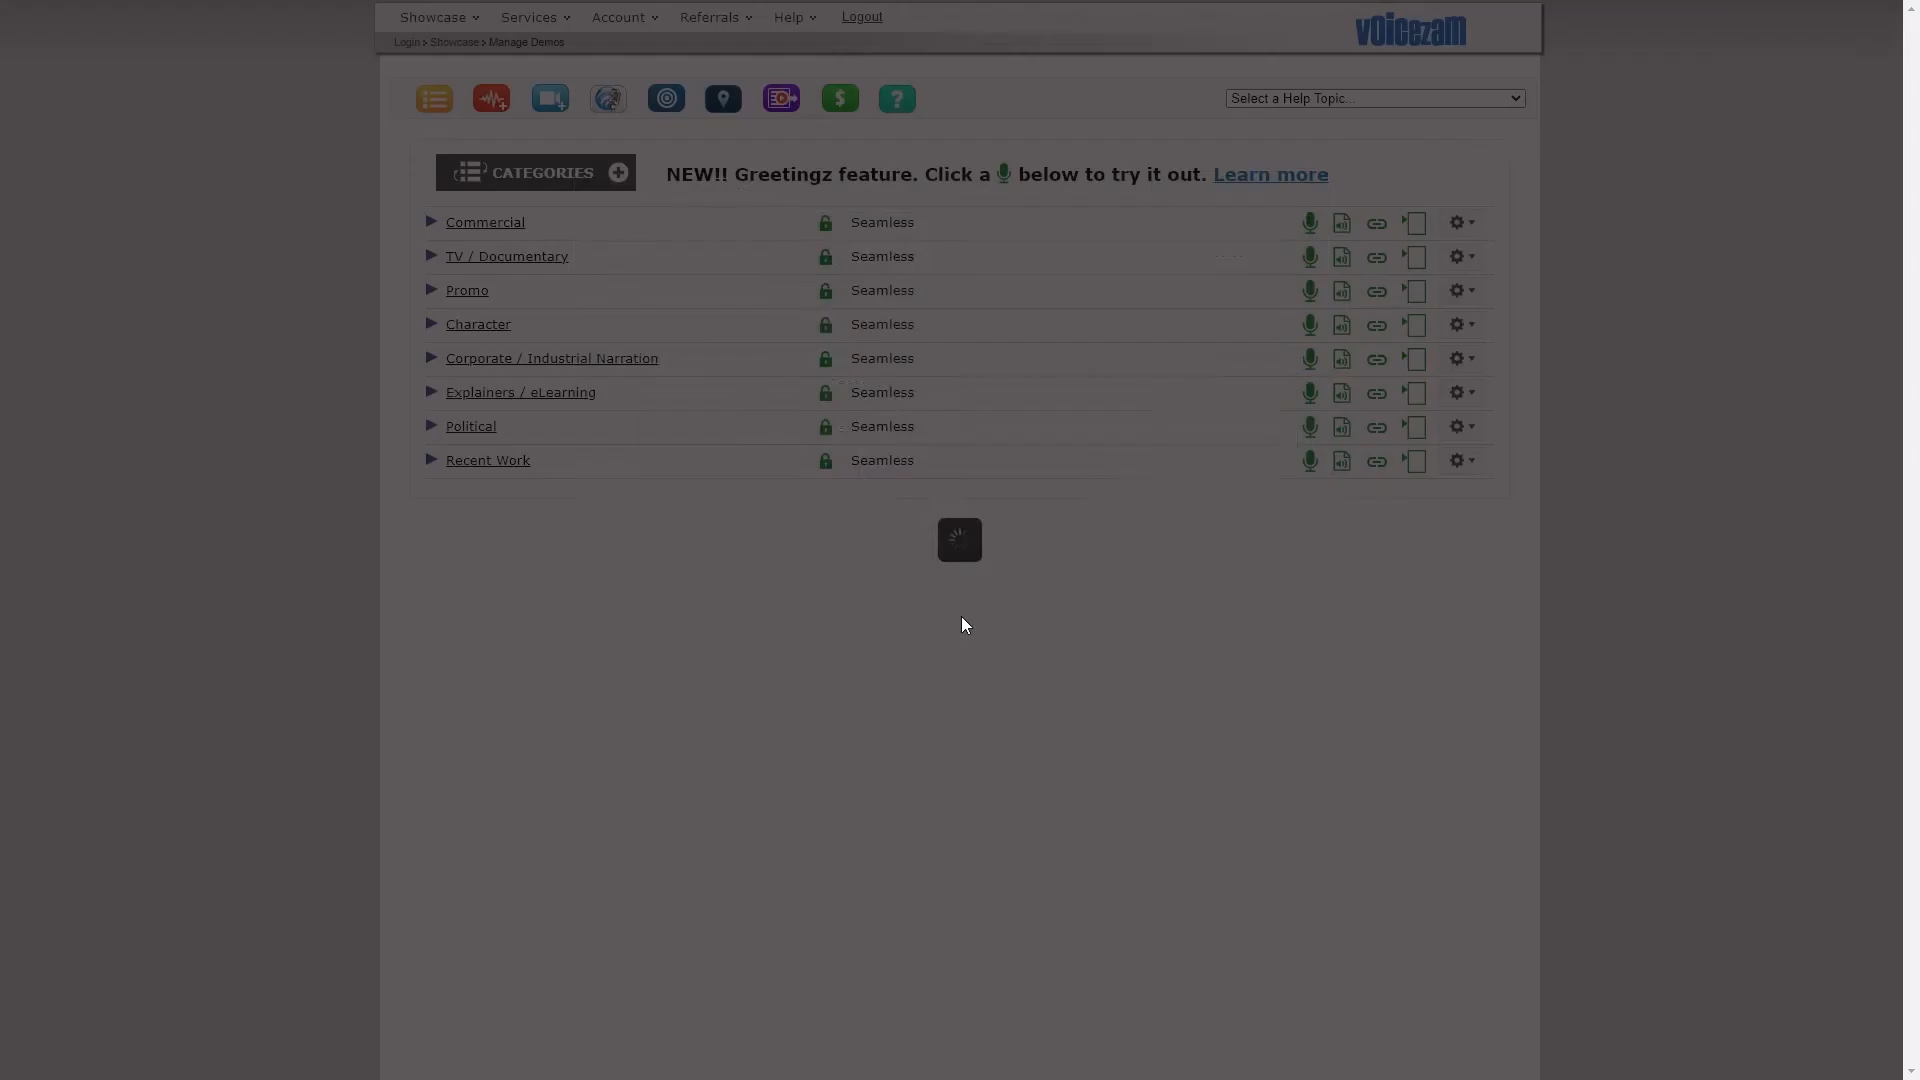 Showcase Services Account Referrals Help Logout
voicezam
Login > Showcase > Manage Demos
$ ? Select a Help Topic...
CATEGORIES NEW!! Greetingz feature. Click a below to try it out. Learn more
Commercial Seamless
TV / Documentary Seamless
Promo Seamless
Character Seamless
Corporate / Industrial Narration Seamless
Explainers / eLearning Seamless
Political Seamless
Recent Work Seamless